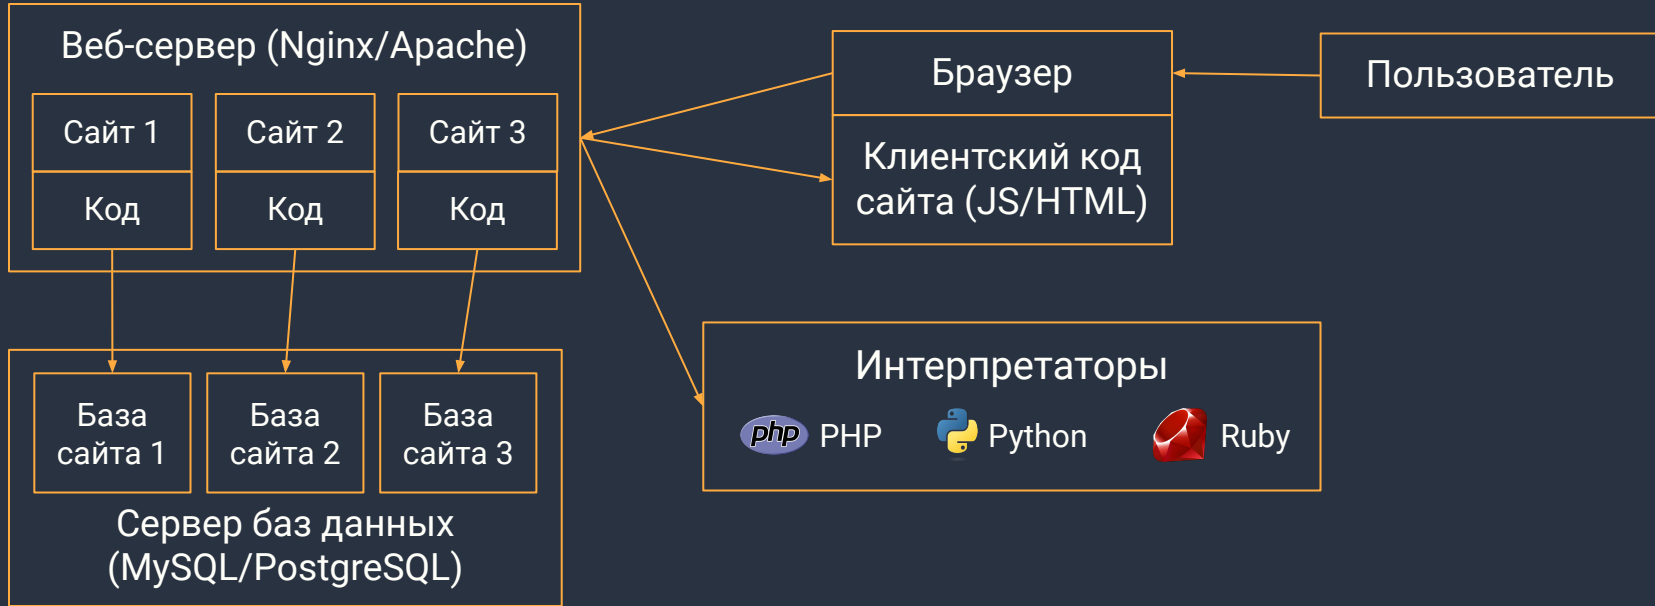 Веб-сервер (Nginx/Apache)
Сайт 1
Код
Сайт 2
Код
Сайт 3
Код
Браузер
Клиентский код
сайта (JS/HTML)
Пользователь
База
сайта 1
База
сайта 2
База
сайта 3
Сервер баз данных
(MySQL/PostgreSQL)
Интерпретаторы
php PHP
Python
Ruby